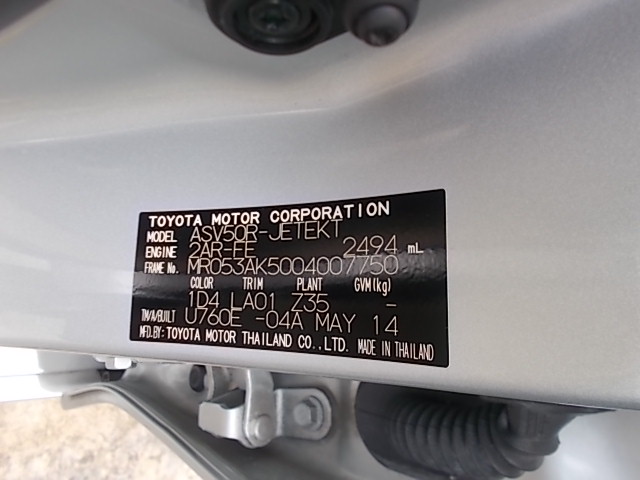 TOYOTA MOTOR CORPORATION
MODEL ASV50R-JETEKT
ENGINE 2AR-FE 2494 mL
FRAME No. MR053AK5004007750
COLOR TRIM PLANT GVM(kg)
1D4 LA01 Z35 -
TM/A/BUILT U760E -04A MAY 14
MFD.BY: TOYOTA MOTOR THAILAND CO.,LTD. MADE IN THAILAND